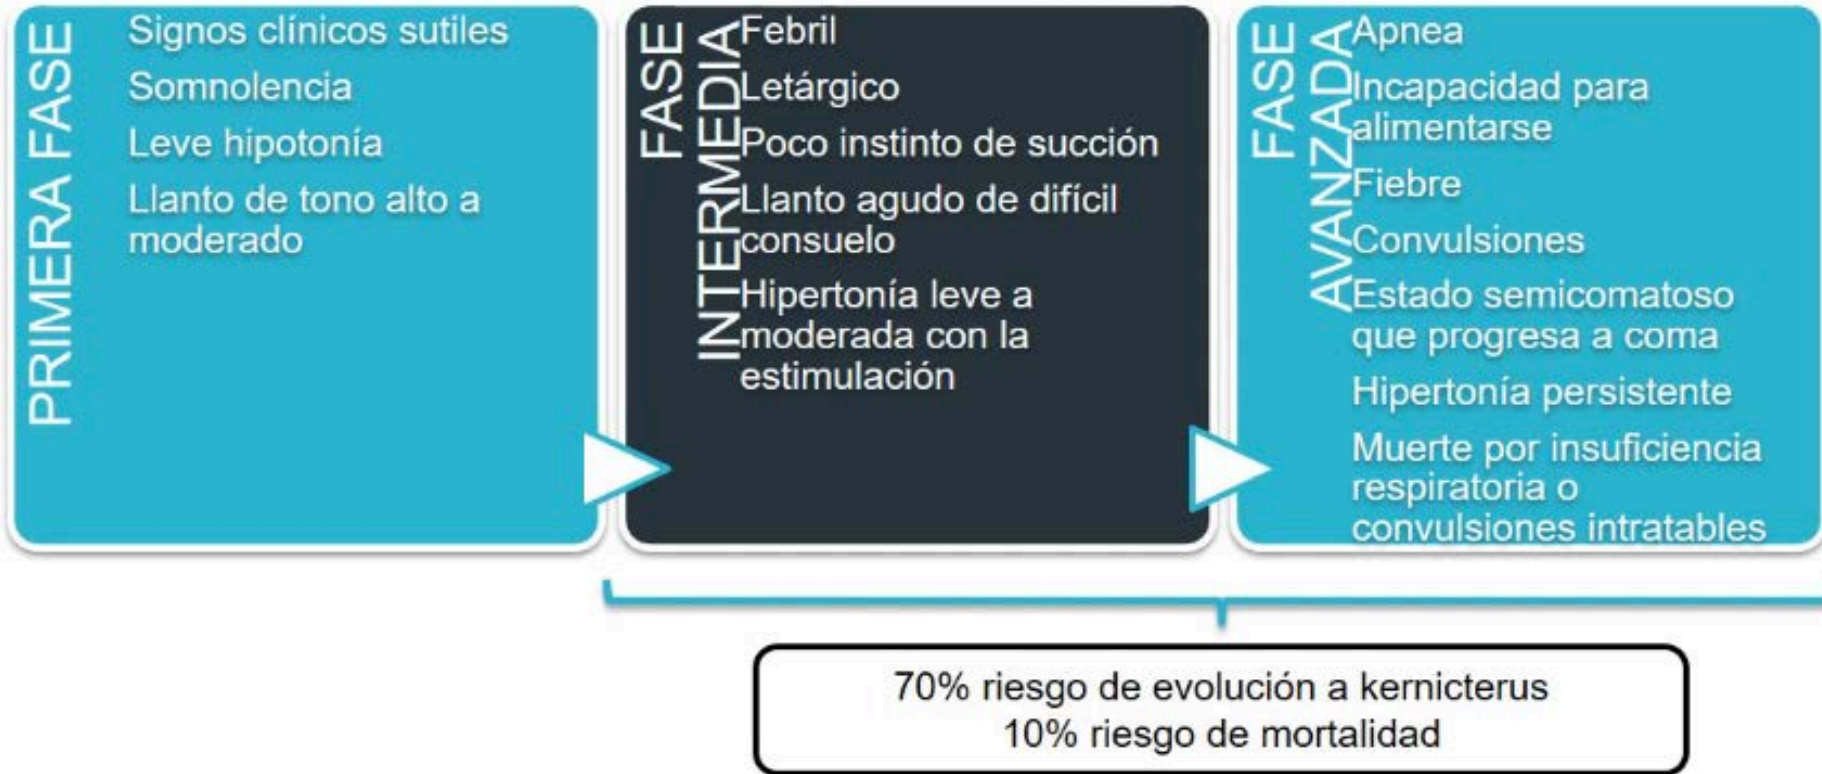 PRIMERA FASE
Signos clínicos sutiles
Somnolencia
Leve hipotonía
Llanto de tono alto a
moderado
FASE
INTERMEDIA
Febril
Letárgico
Poco instinto de succión
Llanto agudo de difícil
consuelo
Hipertonía leve a
moderada con la
estimulación
FASE
AVANZADA
Apnea
Incapacidad para
alimentarse
Fiebre
Convulsiones
Estado semicomatoso
que progresa a coma
Hipertonía persistente
Muerte por insuficiencia
respiratoria o
convulsiones intratables
70% riesgo de evolución a kernicterus
10% riesgo de mortalidad